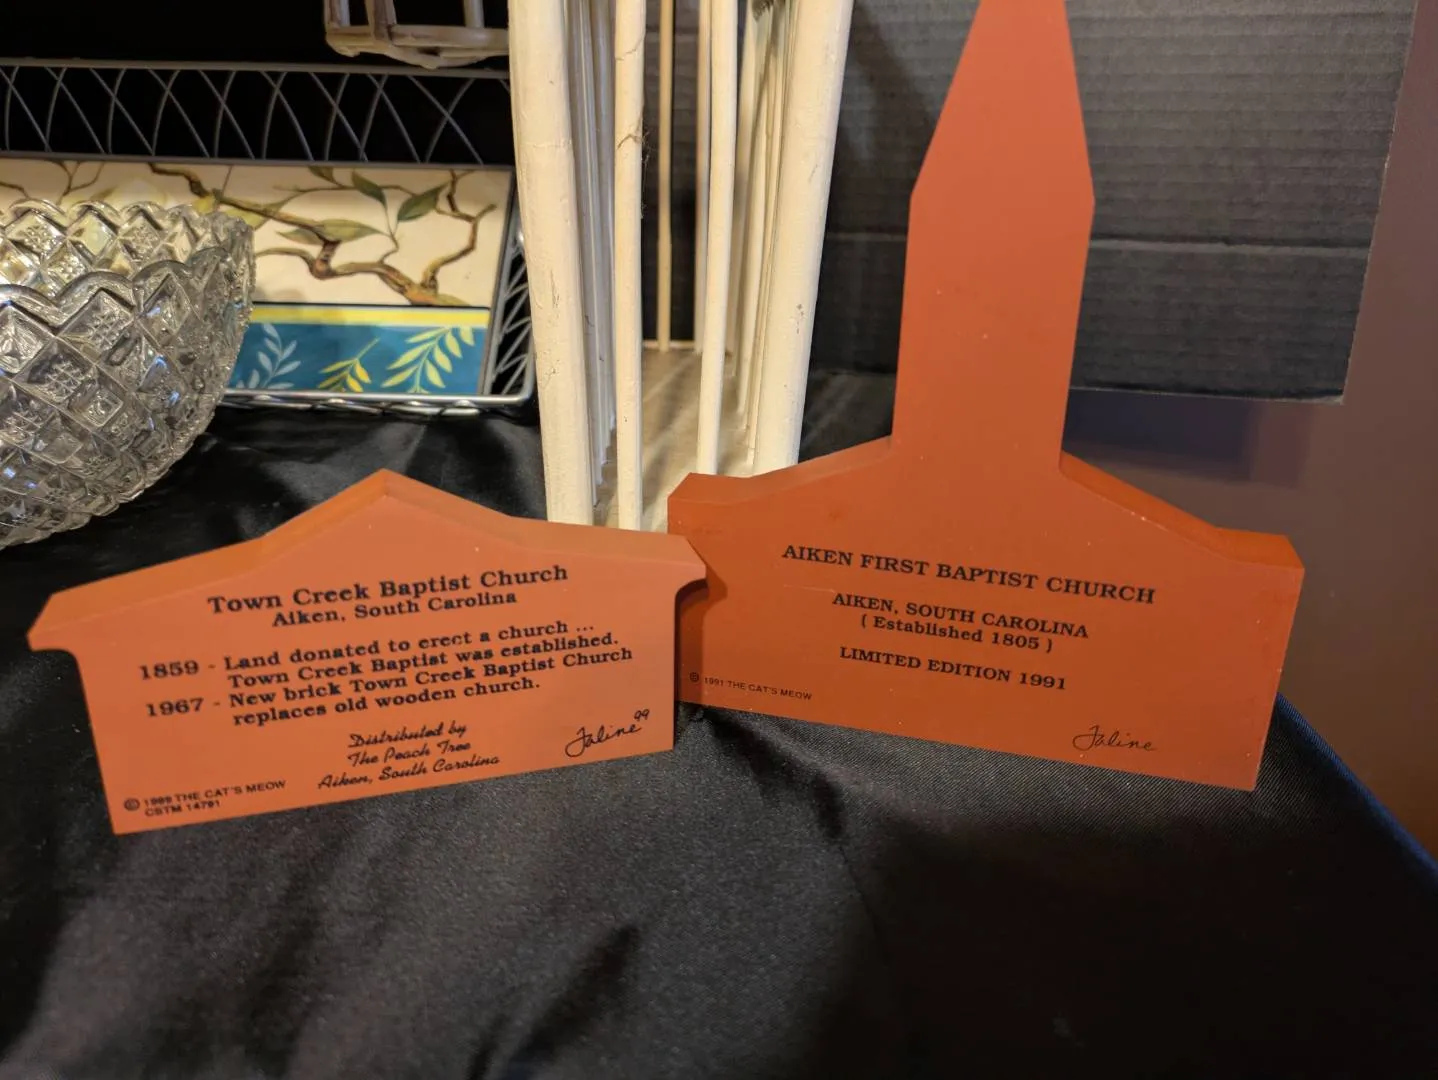 Town Creek Baptist Church
Aiken, South Carolina
1859 - Land donated to erect a church ...
Town Creek Baptist was established.
1967 - New brick Town Creek Baptist Church
replaces old wooden church.
Distributed by
The Peach Tree
Aiken, South Carolina
Faline 99
© 1999 THE CAT'S MEOW
CSTM 14791
AIKEN FIRST BAPTIST CHURCH
AIKEN, SOUTH CAROLINA
( Established 1805 )
LIMITED EDITION 1991
© 1991 THE CAT'S MEOW
Faline